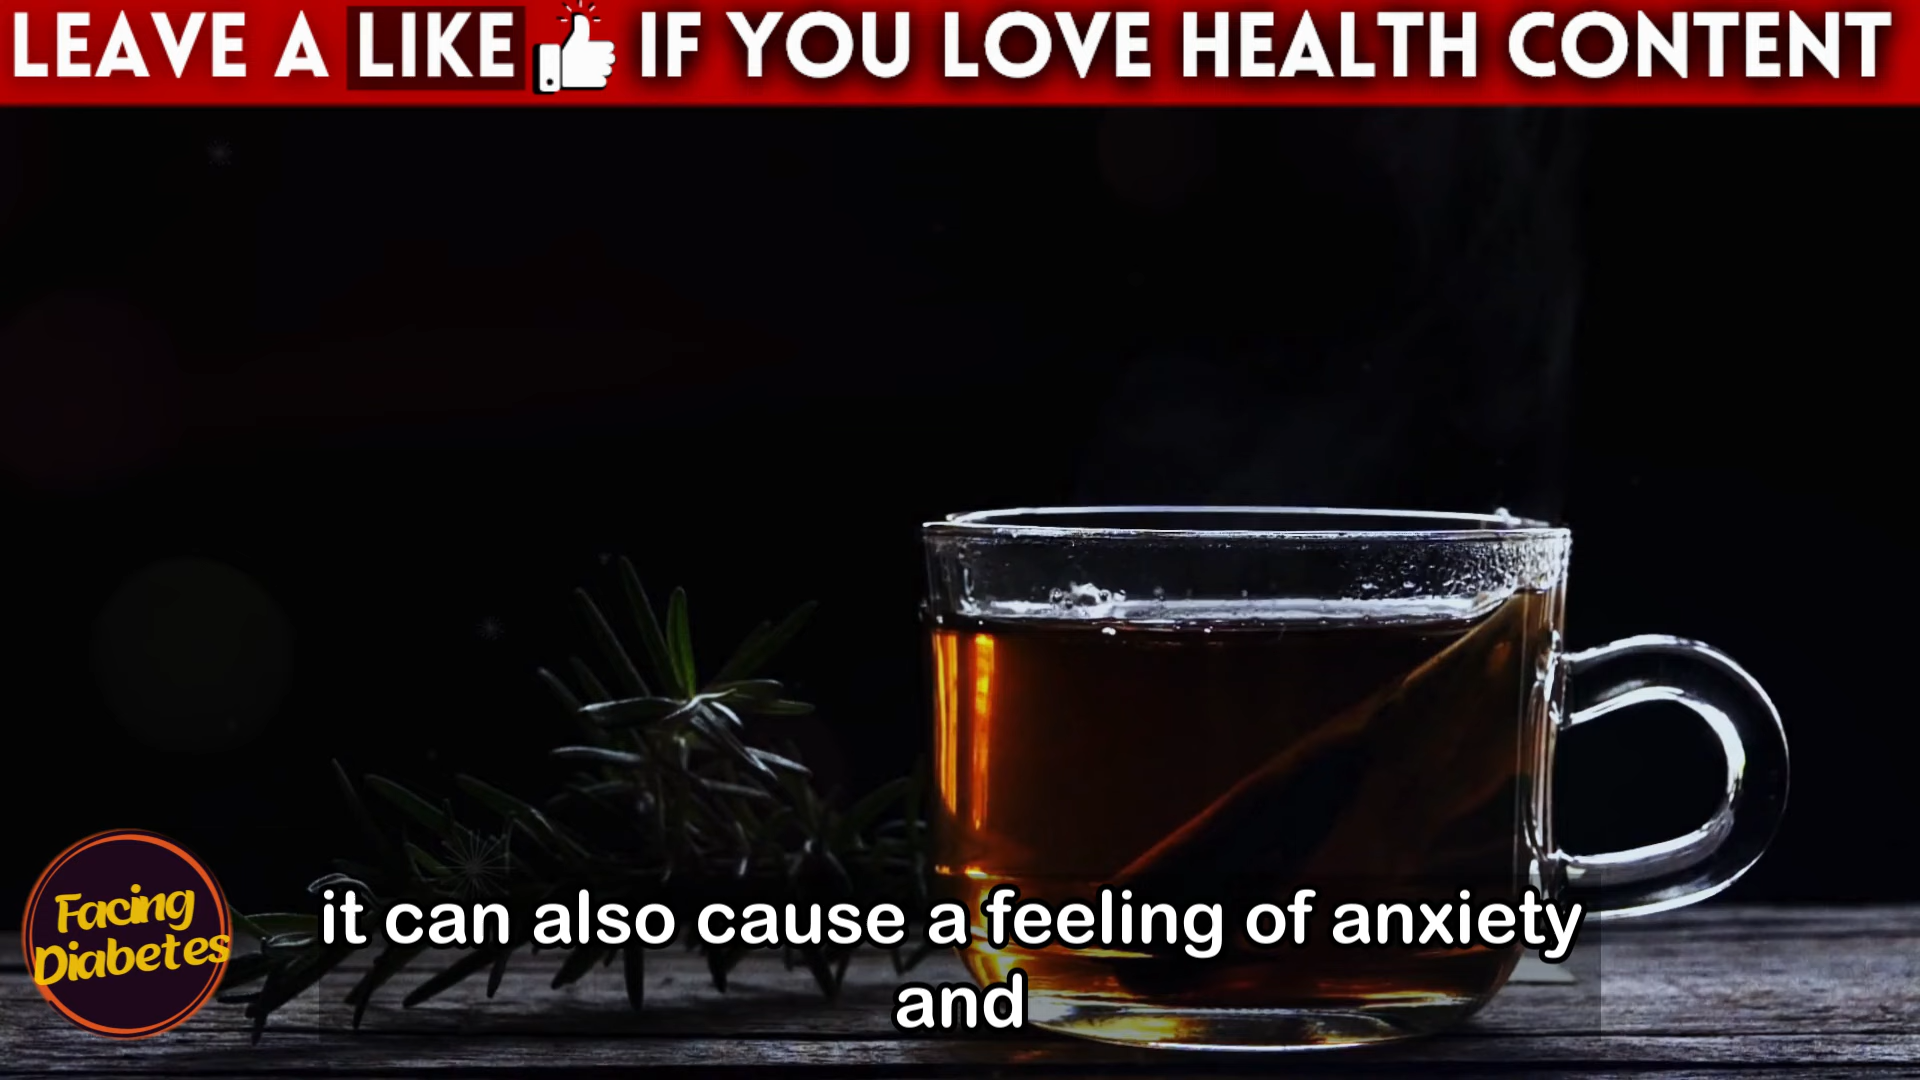 LEAVE A LIKE IF YOU LOVE HEALTH CONTENT
Facing
Diabetes
it can also cause a feeling of anxiety
and